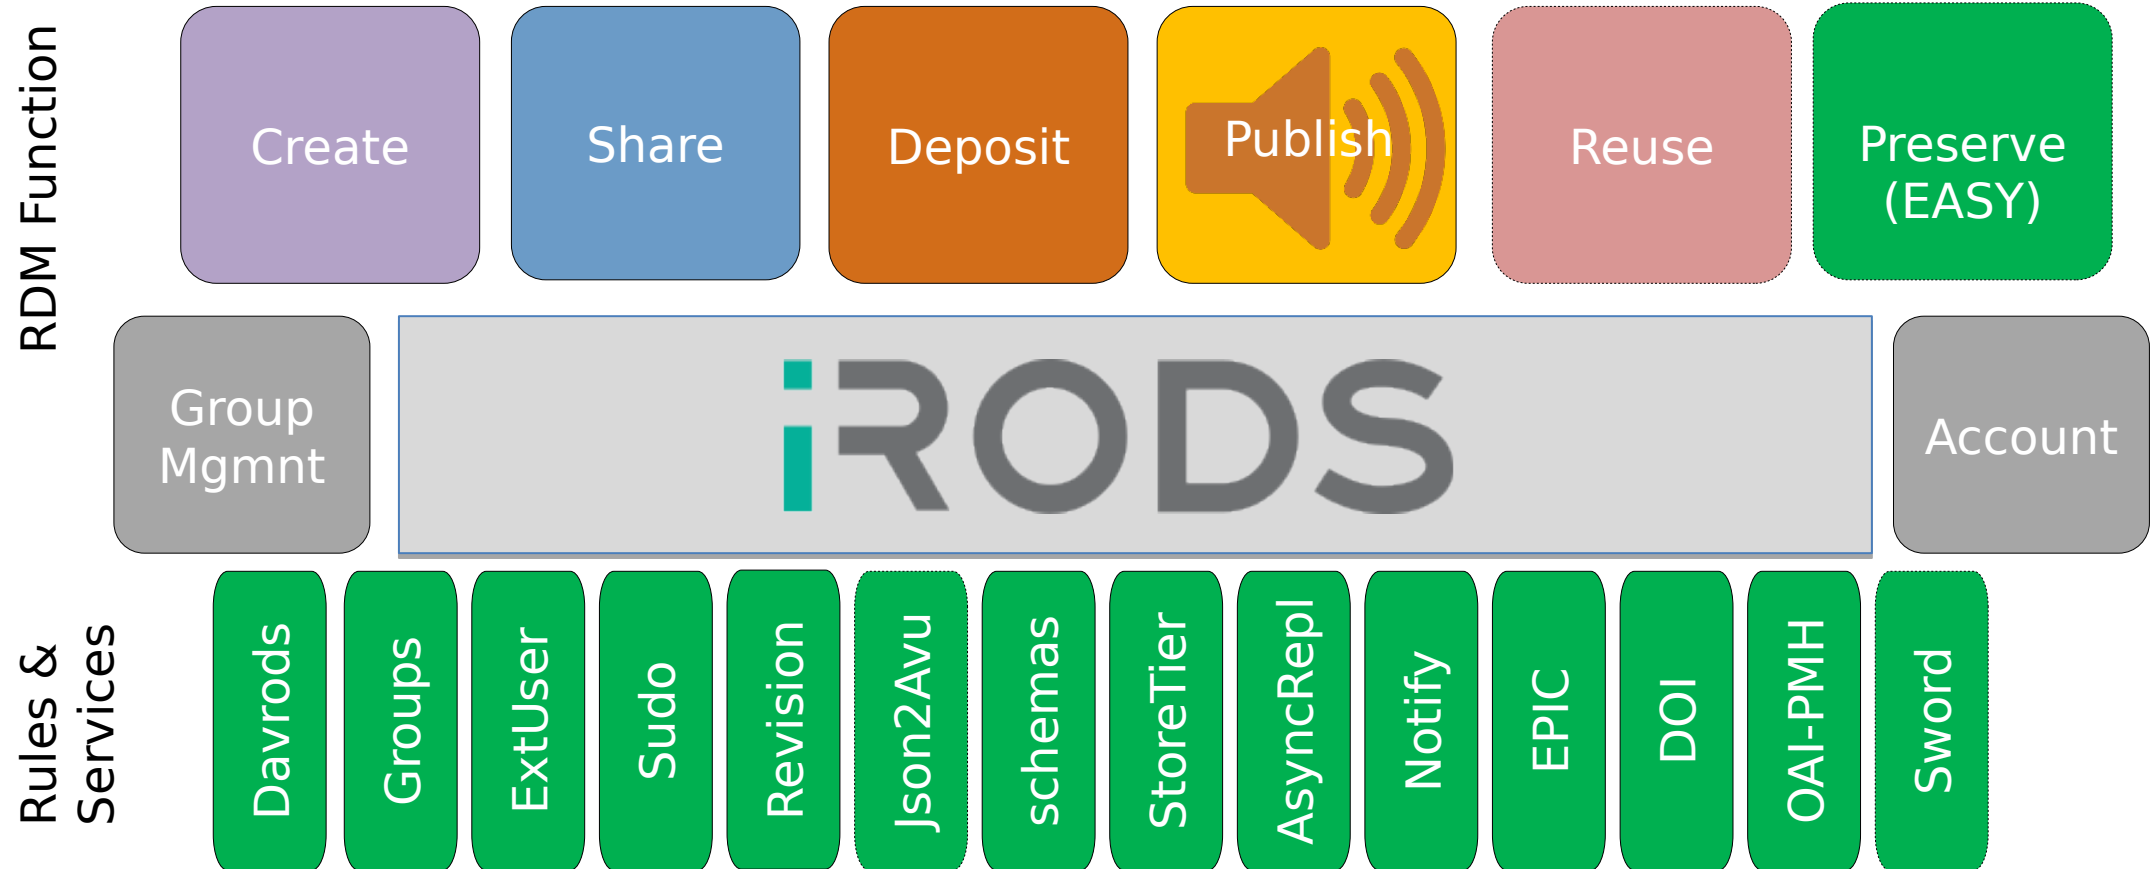 RDM Function
Create
Share
Deposit
Publish
Reuse
Preserve
(EASY)
Group
Mgmnt
iRODS
Account
Rules &
Services
Davrods
Groups
ExtUser
Sudo
Revision
Json2Avu
schemas
StoreTier
AsyncRepl
Notify
EPIC
DOI
OAI-PMH
Sword